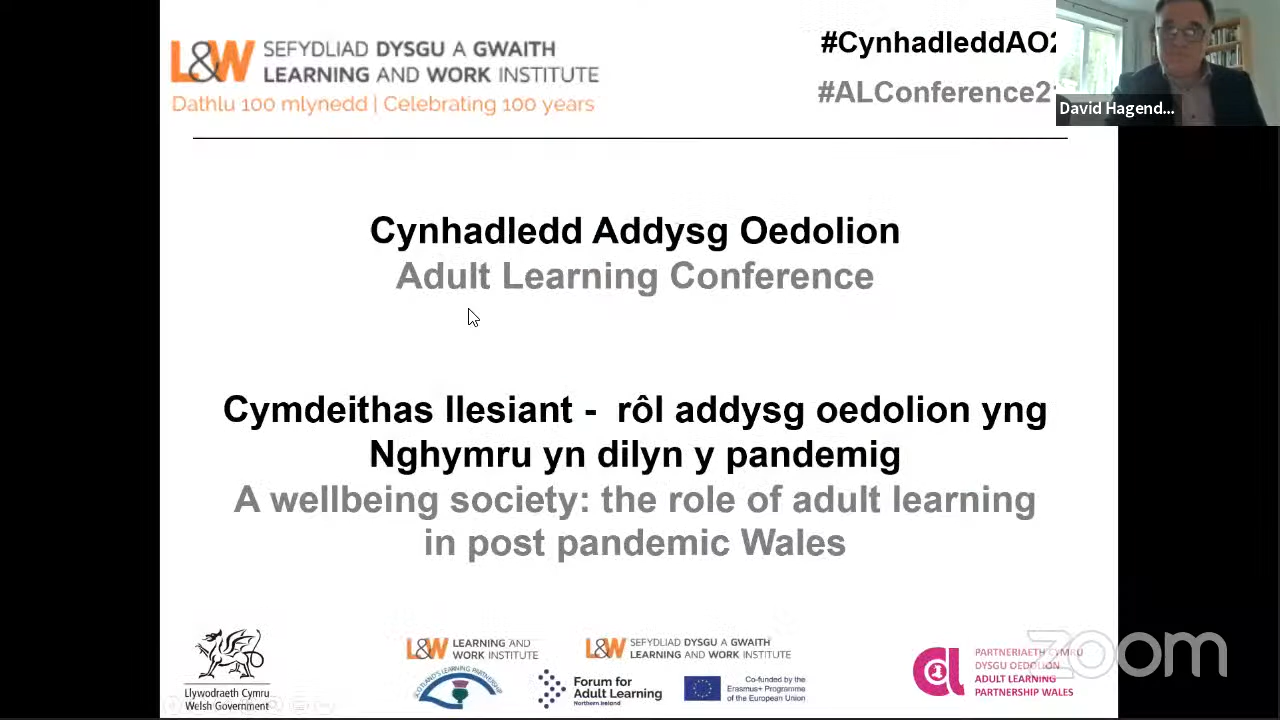 L&W SEFYDLIAD DYSGU A GWAITH
LEARNING AND WORK INSTITUTE
Dathlu 100 mlynedd | Celebrating 100 years
#CynhadleddAO2
#ALConference2
David Hagend...
Cynhadledd Addysg Oedolion
Adult Learning Conference
Cymdeithas llesiant - rôl addysg oedolion yng
Nghymru yn dilyn y pandemig
A wellbeing society: the role of adult learning
in post pandemic Wales
Llywodraeth Cymru
Welsh Government
L&W LEARNING AND
WORK INSTITUTE
L&W SEFYDLIAD DYSGU A GWAITH
LEARNING AND WORK INSTITUTE
SCOTLAND'S LEARNING PARTNERSHIP
Forum for
Adult Learning
Northern Ireland
Co-funded by the
Erasmus+ Programme
of the European Union
PARTNERIAETH CYMRU
DYSGU OEDOLION
ADULT LEARNING
PARTNERSHIP WALES
zoom